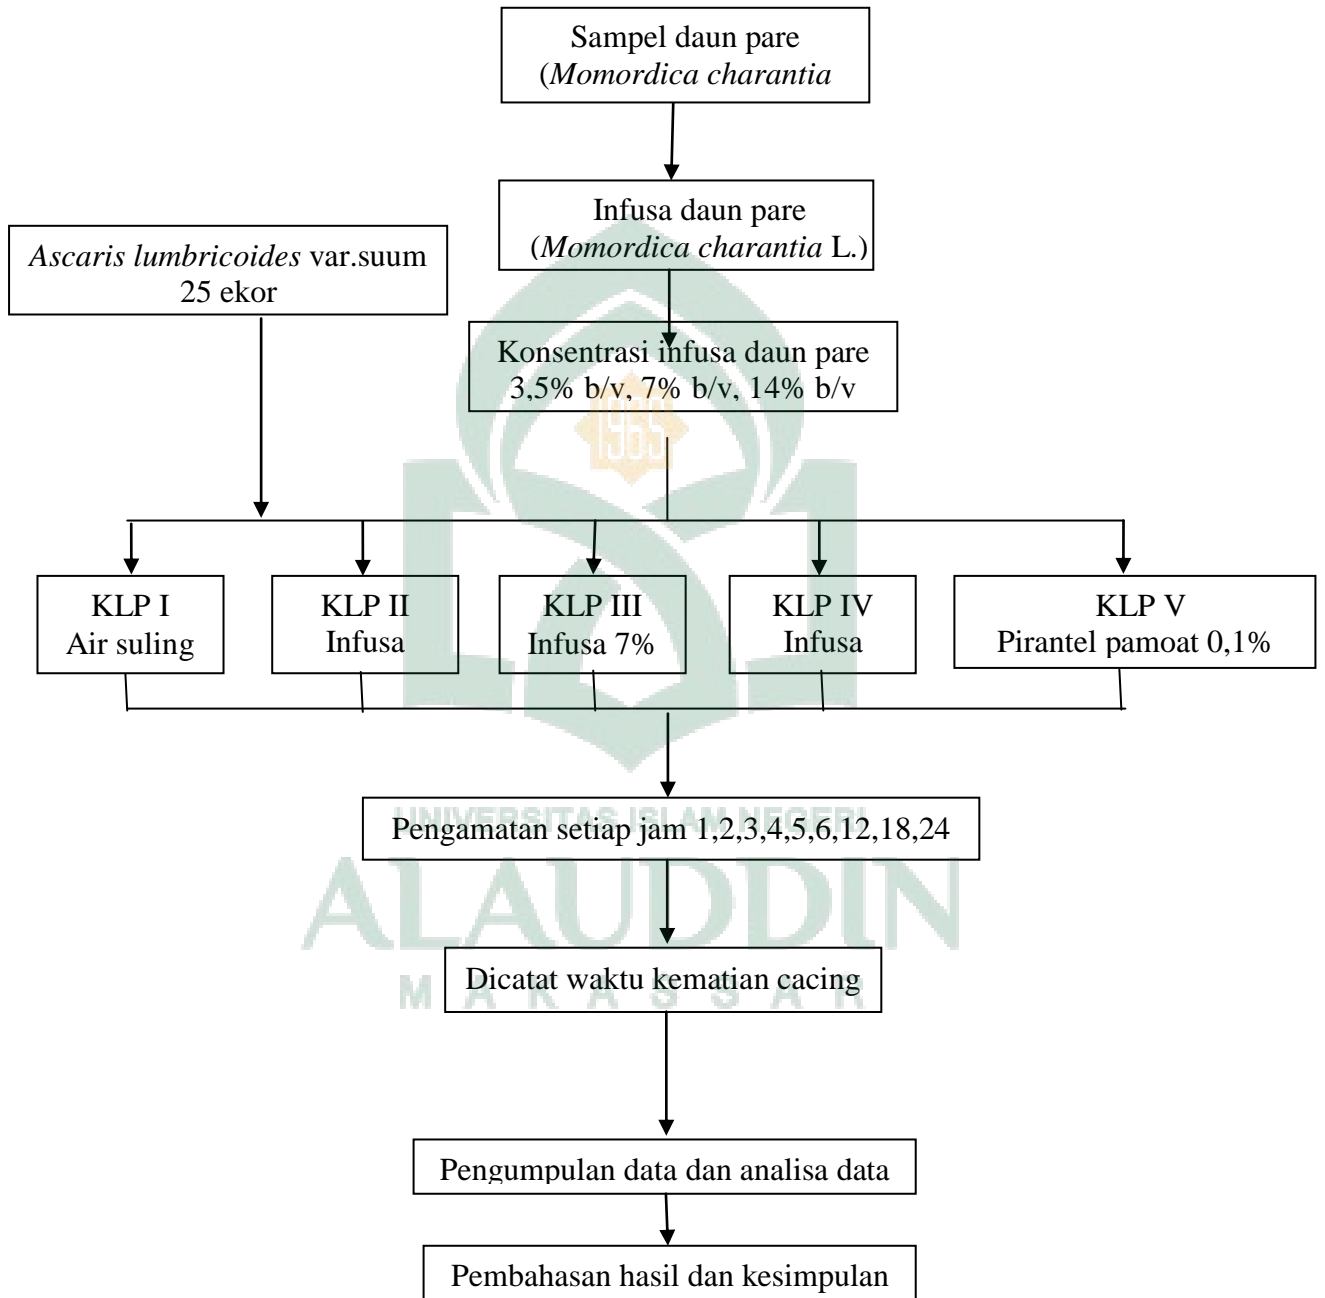 Sampel daun pare
(Momordica charantia
Infusa daun pare
(Momordica charantia L.)
Ascaris lumbricoides var.suum
25 ekor
Konsentrasi infusa daun pare
3,5% b/v, 7% b/v, 14% b/v
1965
KLP I
Air suling
KLP II
Infusa
KLP III
Infusa 7%
KLP IV
Infusa
KLP V
Pirantel pamoat 0,1%
UNIVERSITAS ISLAM NEGERI
Pengamatan setiap jam 1,2,3,4,5,6,12,18,24
ALAUDDIN
Dicatat waktu kematian cacing
MAKASSAR
Pengumpulan data dan analisa data
Pembahasan hasil dan kesimpulan